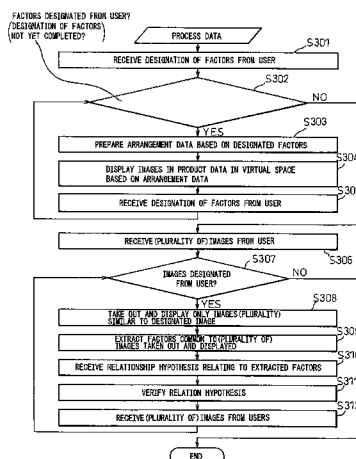 FACTORS DESIGNATED FROM USER?
(DESIGNATION OF FACTORS
NOT YET COMPLETED?)
PROCESS DATA
S301
RECEIVE DESIGNATION OF FACTORS FROM USER
S302
NO
YES
S303
PREPARE ARRANGEMENT DATA BASED ON DESIGNATED FACTORS
S304
DISPLAY IMAGES IN PRODUCT DATA IN VIRTUAL SPACE
BASED ON ARRANGEMENT DATA
RECEIVE DESIGNATION OF FACTORS FROM USER
RECEIVE(PLURALITY OF)IMAGES FROM USER
S306
S307
IMAGES DESIGNATED
FROM USER?
NO
YES
S308
TAKE OUT AND DISPLAY ONLY IMAGES(PLURALITY)
SIMILAR TO DESIGNATED IMAGE
EXTRACT FACTORS COMMON TO(PLURALITY OF)
IMAGES TAKEN OUT AND DISPLAYED
RECEIVE RELATIONSHIP HYPOTHESIS RELATING TO EXTRACTED FACTORS
VERIFY RELATION HYPOTHESIS
RECEIVE(PLURALITY OF)IMAGES FROM USERS
END